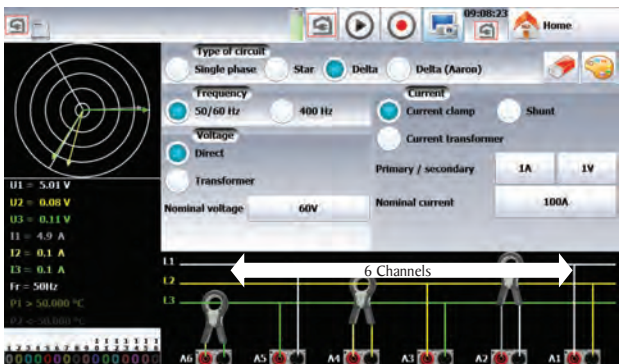 09:08:23
Home
Type of circuit
Single phase Star Delta Delta (Aaron)
Frequency
50/60 Hz 400 Hz
Current
Current clamp Shunt
Current transformer
Voltage
Direct
Transformer
Primary / secondary 1A 1V
Nominal voltage 60V
Nominal current 100A
U1 = 5.01 V
U2 = 0.08 V
U3 = 0.11 V
I1 = 4.9 A
I2 = 0.1 A
I3 = 0.1 A
Fr = 50Hz
P1 > 50.000 °C
P2 < 50.000 °C
L1
6 Channels
L2
L3
A6 A5 A4 A3 A2 A1